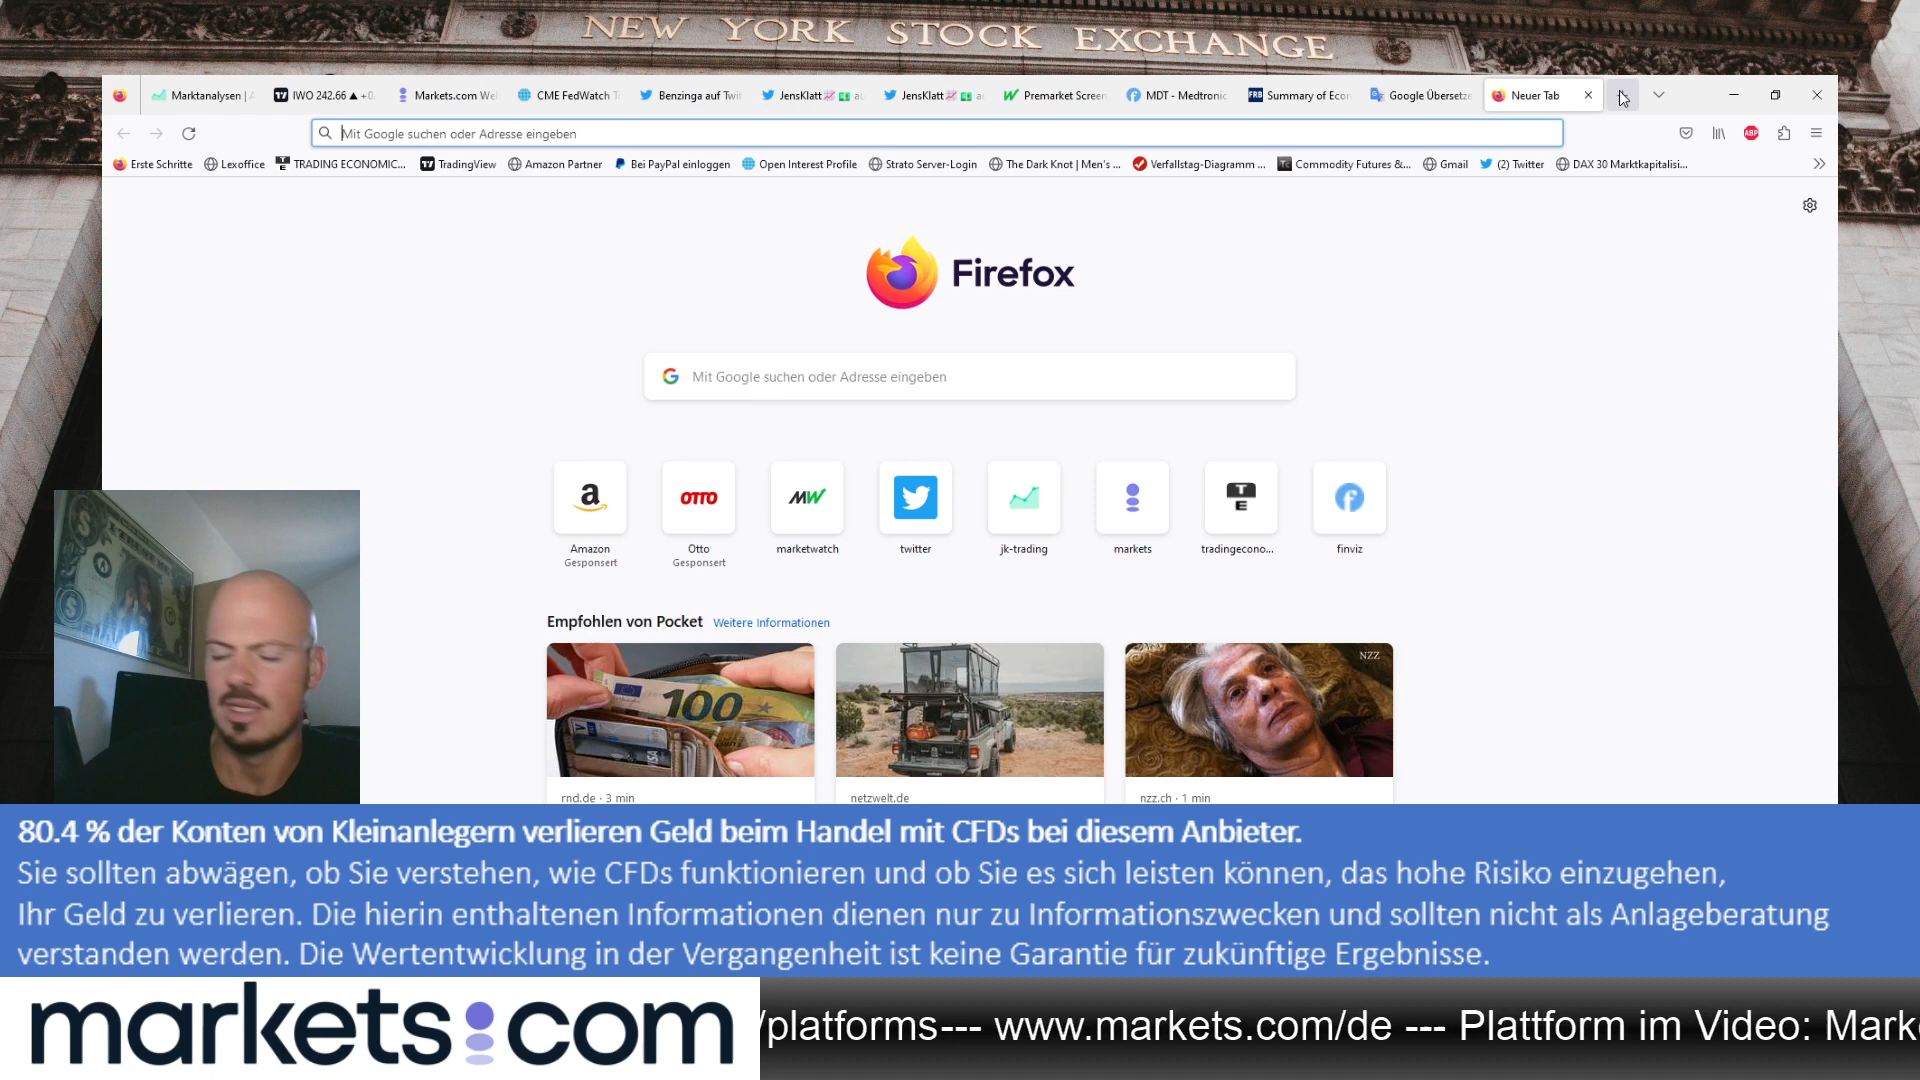 NEW YORK STOCK EXCHANGE
Marktanalysen |
IWO 242.66 ▲ +0.
Markets.com We
CME FedWatch T
Benzinga auf Twit
JensKlatt
JensKlatt
Premarket Screen
MDT - Medtronic
Summary of Econ
Google Übersetze
Neuer Tab
Mit Google suchen oder Adresse eingeben
Erste Schritte
Lexoffice
TRADING ECONOMIC...
TradingView
Amazon Partner
Bei PayPal einloggen
Open Interest Profile
Strato Server-Login
The Dark Knot | Men's ...
Verfallstag-Diagramm ...
Commodity Futures &...
Gmail
(2) Twitter
DAX 30 Marktkapitalisi...
Firefox
Mit Google suchen oder Adresse eingeben
Amazon
Gesponsert
Otto
Gesponsert
marketwatch
twitter
jk-trading
markets
tradingecono...
finviz
Empfohlen von Pocket Weitere Informationen
100
NZZ
rnd.de · 3 min
netzwelt.de
nzz.ch · 1 min
80.4 % der Konten von Kleinanlegern verlieren Geld beim Handel mit CFDs bei diesem Anbieter.
Sie sollten abwägen, ob Sie verstehen, wie CFDs funktionieren und ob Sie es sich leisten können, das hohe Risiko einzugehen,
Ihr Geld zu verlieren. Die hierin enthaltenen Informationen dienen nur zu Informationszwecken und sollten nicht als Anlageberatung
verstanden werden. Die Wertentwicklung in der Vergangenheit ist keine Garantie für zukünftige Ergebnisse.
markets.com
/platforms--- www.markets.com/de --- Plattform im Video: Mark